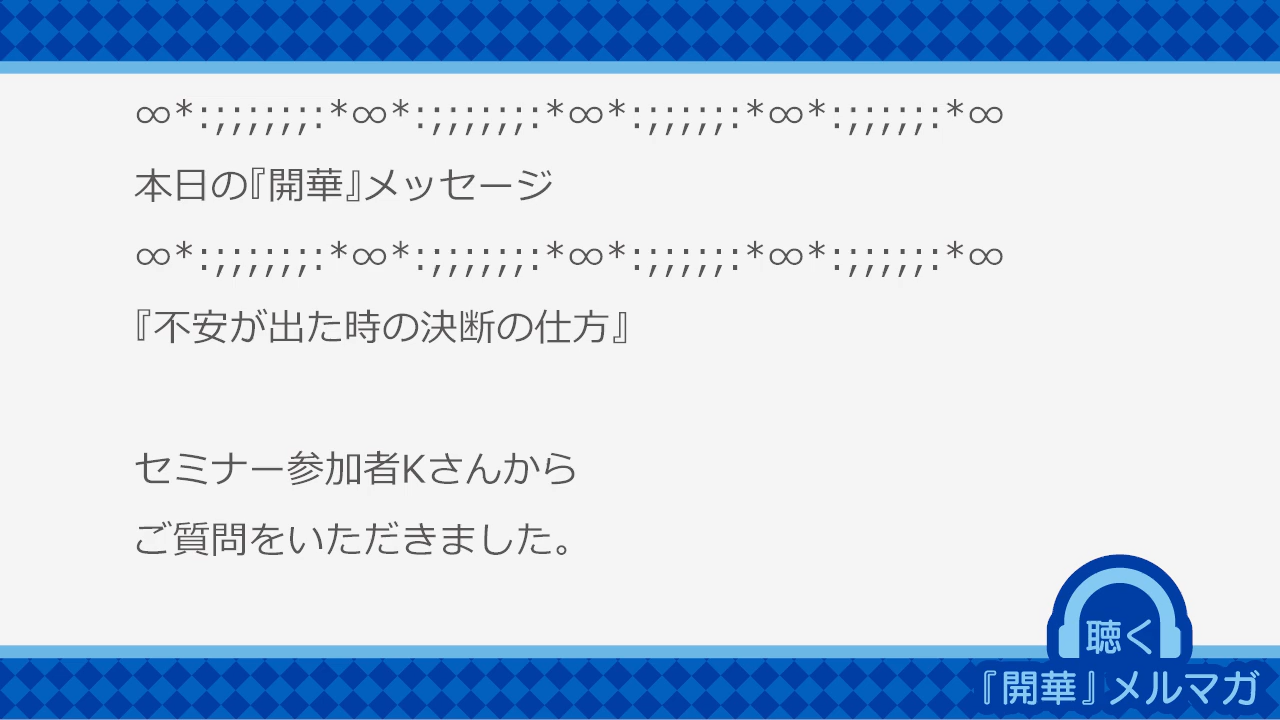 ∞*:;;;;;;:*∞*:;;;;;;:*∞*:;;;;;:*∞*:;;;;;:*∞
本日の『開華』メッセージ
∞*:;;;;;;:*∞*:;;;;;;:*∞*:;;;;;:*∞*:;;;;;:*∞
『不安が出た時の決断の仕方』
セミナー参加者Kさんから
ご質問をいただきました。
聴く
『開華』メルマガ